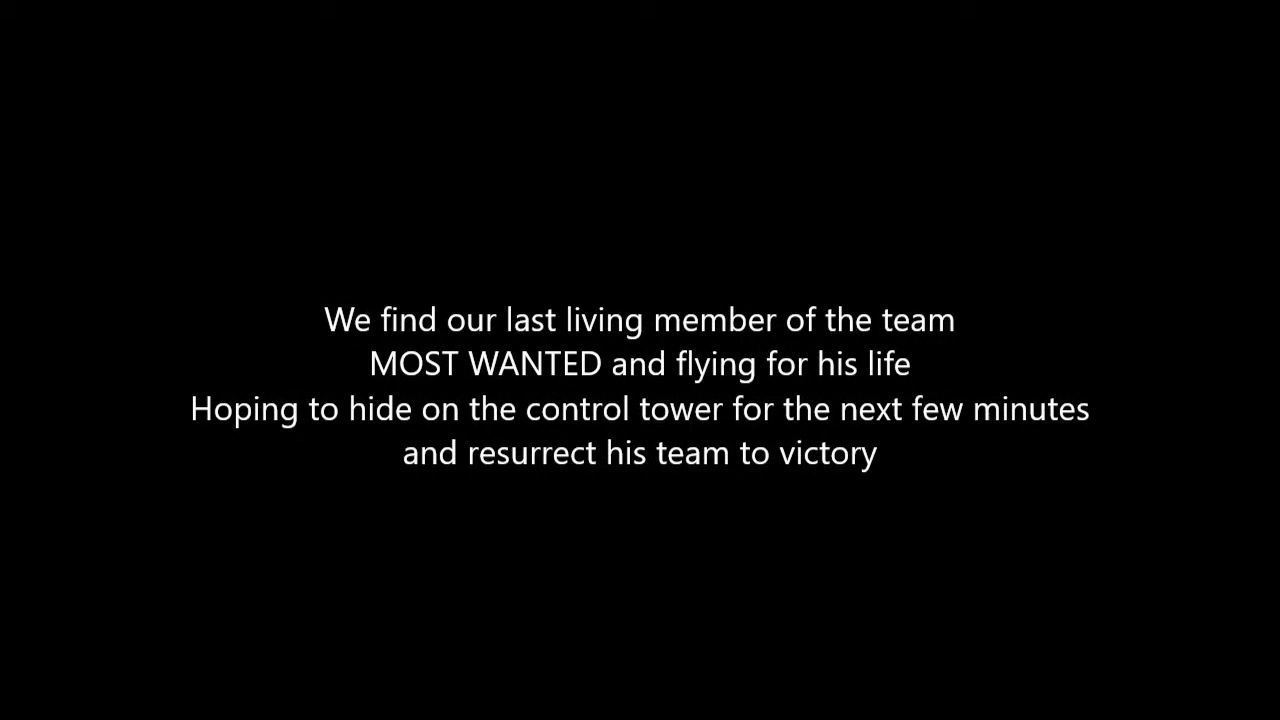 We find our last living member of the team
MOST WANTED and flying for his life
Hoping to hide on the control tower for the next few minutes
and resurrect his team to victory